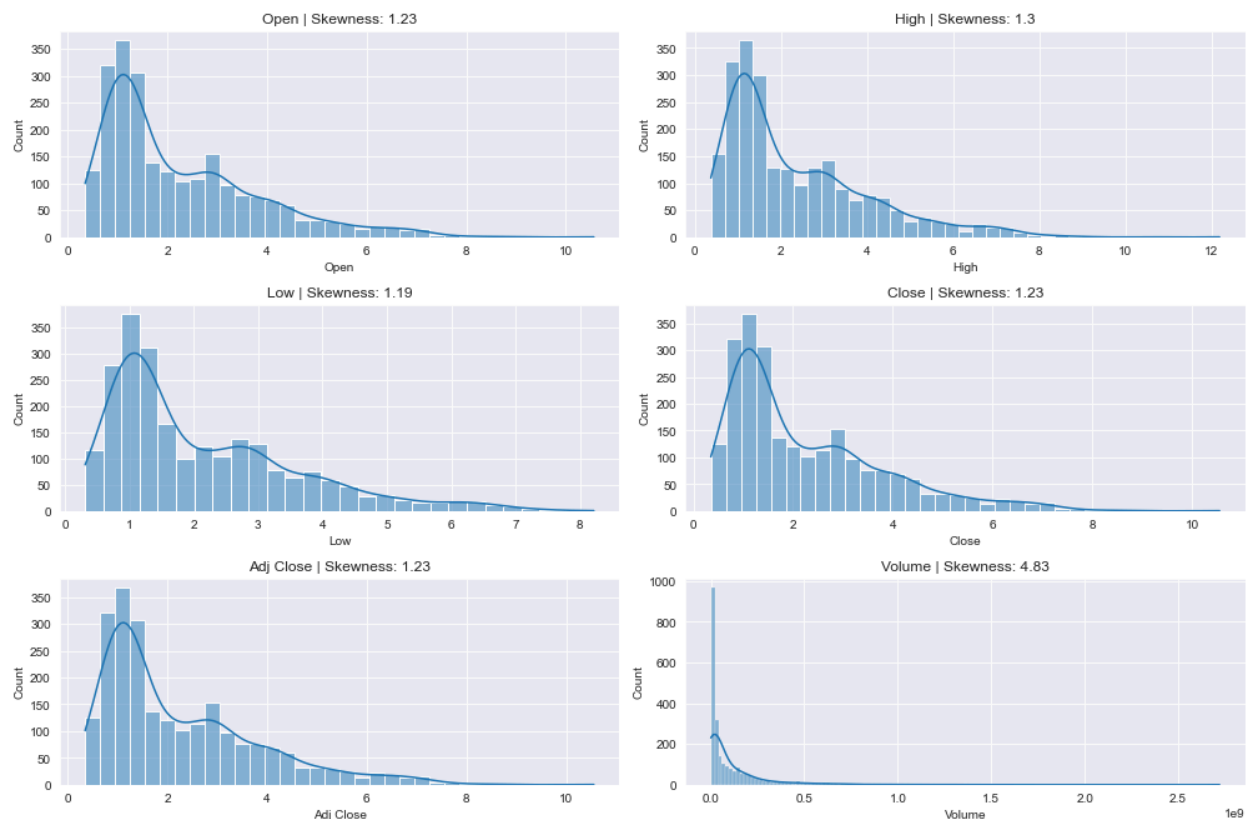 Open | Skewness: 1.23
350
300
250
200
150
100
50
0
Count
0 2 4 6 8 10
Open
High | Skewness: 1.3
350
300
250
200
150
100
50
0
Count
0 2 4 6 8 10 12
High
Low | Skewness: 1.19
350
300
250
200
150
100
50
0
Count
0 1 2 3 4 5 6 7 8
Low
Close | Skewness: 1.23
350
300
250
200
150
100
50
0
Count
0 2 4 6 8 10
Close
Adj Close | Skewness: 1.23
350
300
250
200
150
100
50
0
Count
0 2 4 6 8 10
Adj Close
Volume | Skewness: 4.83
1000
800
600
400
200
0
Count
0.0 0.5 1.0 1.5 2.0 2.5
Volume
1e9